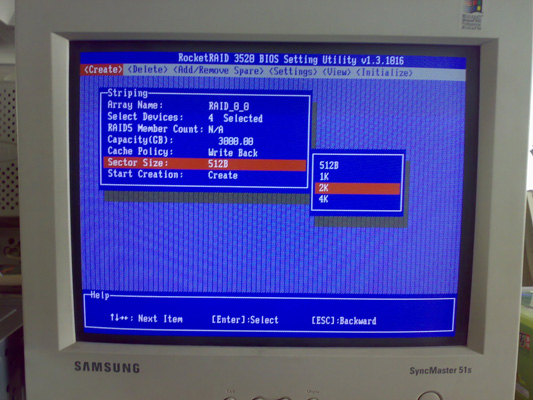 RocketRAID 3520 BIOS Setting Utility v1.3.1016
<Create> <Delete> <Add/Remove Spare> <Settings> <View> <Initialize>
Striping
Array Name: RAID_0_0
Select Devices: 4 Selected
RAID5 Member Count: N/A
Capacity(GB): 3000.00
Cache Policy: Write Back
Sector Size: 512B
Start Creation: Create
512B
1K
2K
4K
Help
↑↓↔: Next Item [Enter]:Select [ESC]:Backward
SAMSUNG
SyncMaster 51s